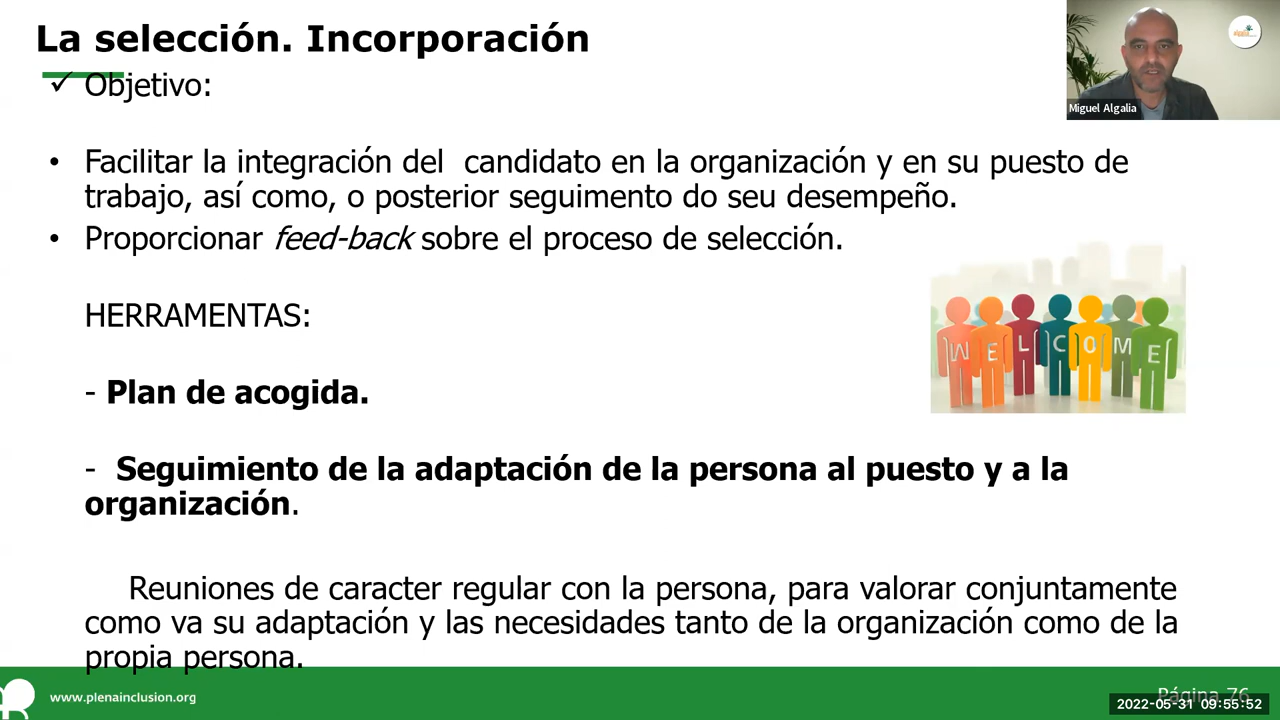 La selección. Incorporación
✓ Objetivo:
• Facilitar la integración del candidato en la organización y en su puesto de
trabajo, así como, o posterior seguimento do seu desempeño.
• Proporcionar feed-back sobre el proceso de selección.
HERRAMENTAS:
- Plan de acogida.
- Seguimiento de la adaptación de la persona al puesto y a la
organización.
Reuniones de caracter regular con la persona, para valorar conjuntamente
como va su adaptación y las necesidades tanto de la organización como de la
propia persona.
WELCOME
Miguel Algalia
algalia
www.plenainclusion.org
Página 76
2022-05-31 09:55:52